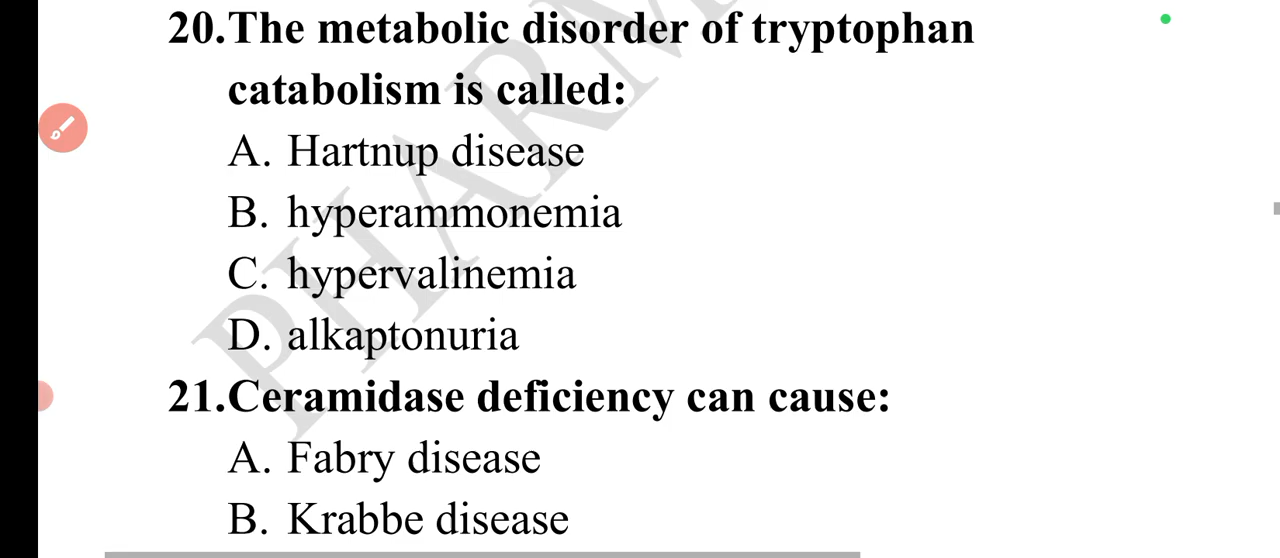 20.The metabolic disorder of tryptophan
catabolism is called:
A. Hartnup disease
B. hyperammonemia
C. hypervalinemia
D. alkaptonuria
21.Ceramidase deficiency can cause:
A. Fabry disease
B. Krabbe disease
PHARM